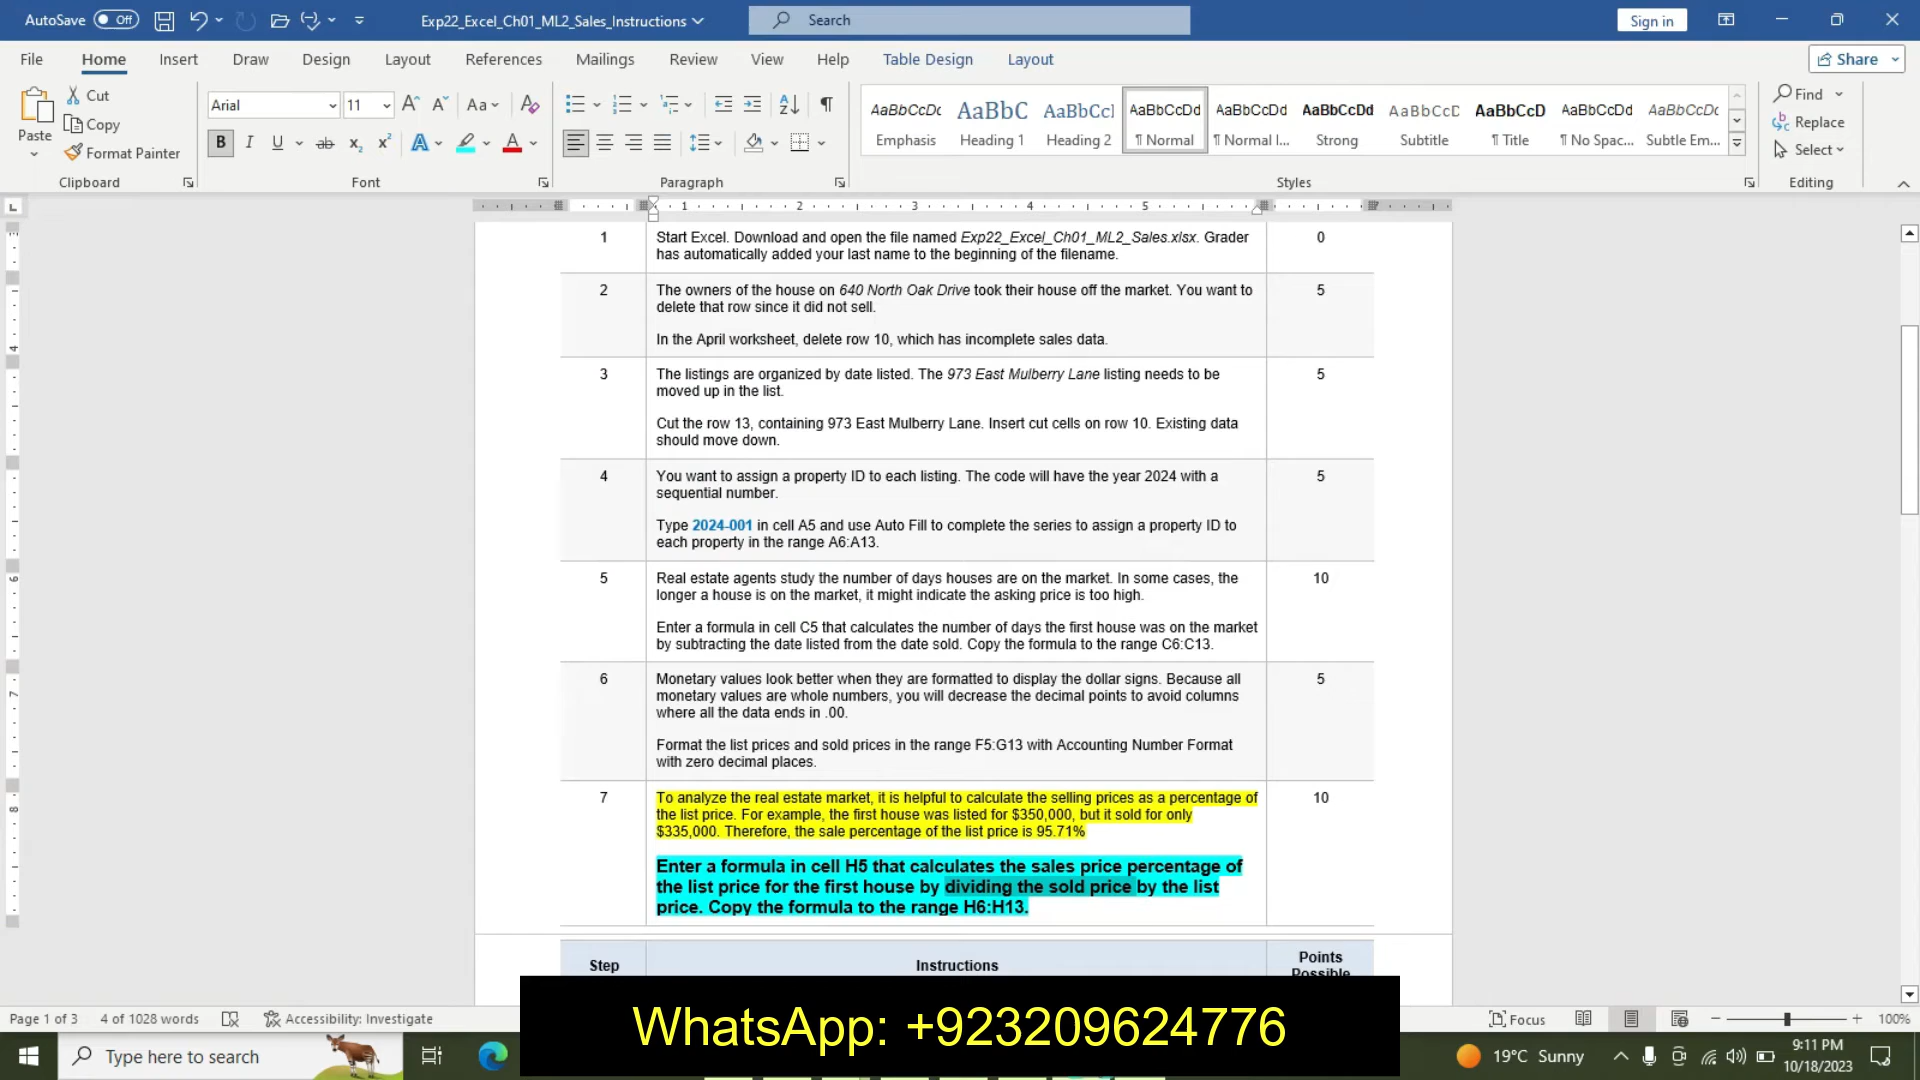 AutoSave Off Exp22_Excel_Ch01_ML2_Sales_Instructions Search Sign in
File Home Insert Draw Design Layout References Mailings Review View Help Table Design Layout Share
Paste Cut Copy Format Painter
Clipboard
Arial 11
Font
Paragraph
AaBbCcDc AaBbC AaBbCcI AaBbCcDd AaBbCcDd AaBbCcDd AaBbCcC AaBbCcD AaBbCcDd AaBbCcDc
Emphasis Heading 1 Heading 2 ¶ Normal ¶ Normal I... Strong Subtitle ¶ Title ¶ No Spac... Subtle Em...
Styles
Find
Replace
Select
Editing
1 2 3 4 5
1 Start Excel. Download and open the file named Exp22_Excel_Ch01_ML2_Sales.xlsx. Grader 0
has automatically added your last name to the beginning of the filename.
2 The owners of the house on 640 North Oak Drive took their house off the market. You want to 5
delete that row since it did not sell.
In the April worksheet, delete row 10, which has incomplete sales data.
3 The listings are organized by date listed. The 973 East Mulberry Lane listing needs to be 5
moved up in the list.
Cut the row 13, containing 973 East Mulberry Lane. Insert cut cells on row 10. Existing data
should move down.
4 You want to assign a property ID to each listing. The code will have the year 2024 with a 5
sequential number.
Type 2024-001 in cell A5 and use Auto Fill to complete the series to assign a property ID to
each property in the range A6:A13.
5 Real estate agents study the number of days houses are on the market. In some cases, the 10
longer a house is on the market, it might indicate the asking price is too high.
Enter a formula in cell C5 that calculates the number of days the first house was on the market
by subtracting the date listed from the date sold. Copy the formula to the range C6:C13.
6 Monetary values look better when they are formatted to display the dollar signs. Because all 5
monetary values are whole numbers, you will decrease the decimal points to avoid columns
where all the data ends in .00.
Format the list prices and sold prices in the range F5:G13 with Accounting Number Format
with zero decimal places.
7 To analyze the real estate market, it is helpful to calculate the selling prices as a percentage of 10
the list price. For example, the first house was listed for $350,000, but it sold for only
$335,000. Therefore, the sale percentage of the list price is 95.71%
Enter a formula in cell H5 that calculates the sales price percentage of
the list price for the first house by dividing the sold price by the list
price. Copy the formula to the range H6:H13.
Step Instructions Points
Possible
WhatsApp: +923209624776
Page 1 of 3 4 of 1028 words Accessibility: Investigate Focus 100%
Type here to search 19°C Sunny 9:11 PM
10/18/2023